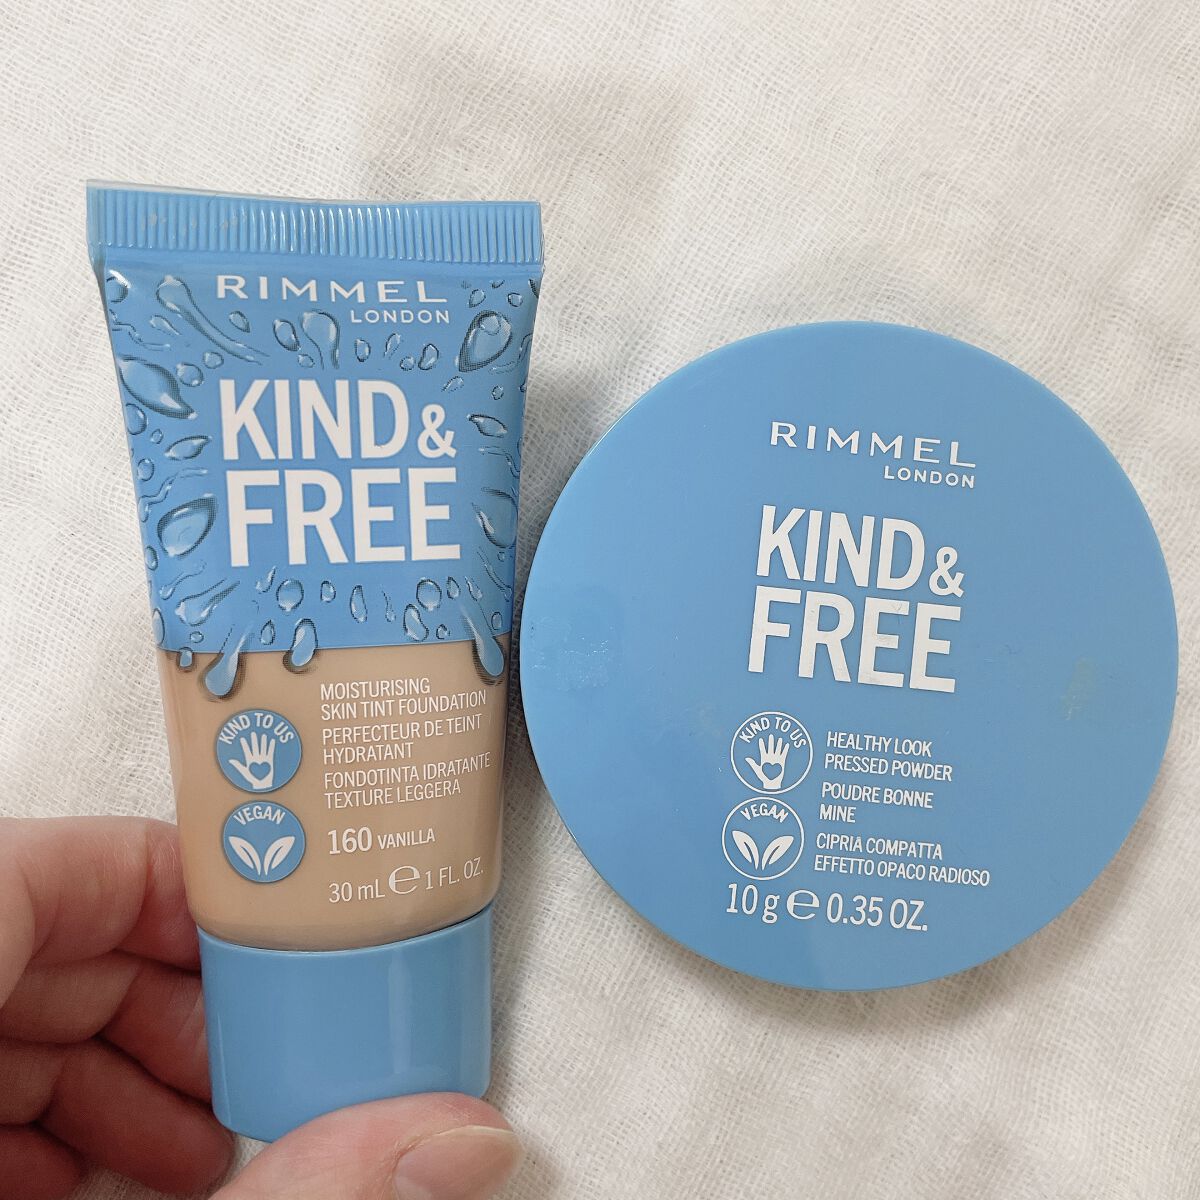 RIMMEL
LONDON
KIND &
FREE
MOISTURISING
SKIN TINT FOUNDATION
PERFECTEUR DE TEINT
HYDRATANT
FONDOTINTA IDRATANTE
TEXTURE LEGGERA
KIND TO US
VEGAN
160 VANILLA
30 mL ℮ 1 FL. OZ.
RIMMEL
LONDON
KIND &
FREE
KIND TO US
VEGAN
HEALTHY LOOK
PRESSED POWDER
POUDRE BONNE
MINE
CIPRIA COMPATTA
EFFETTO OPACO RADIOSO
10 g ℮ 0.35 OZ.